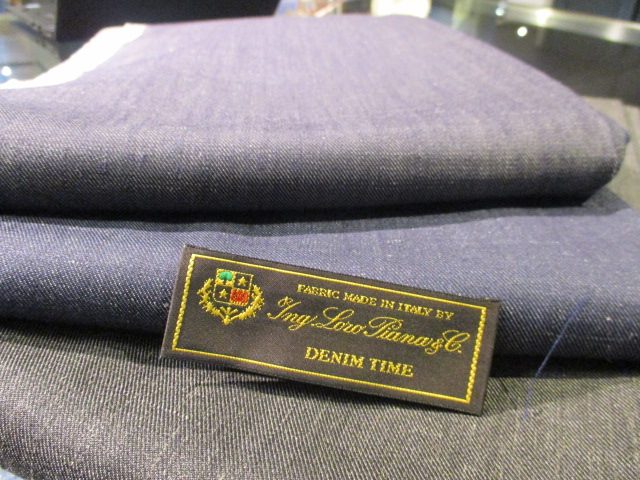 FABRIC MADE IN ITALY BY
Ing. Loro Piana & C.
DENIM TIME